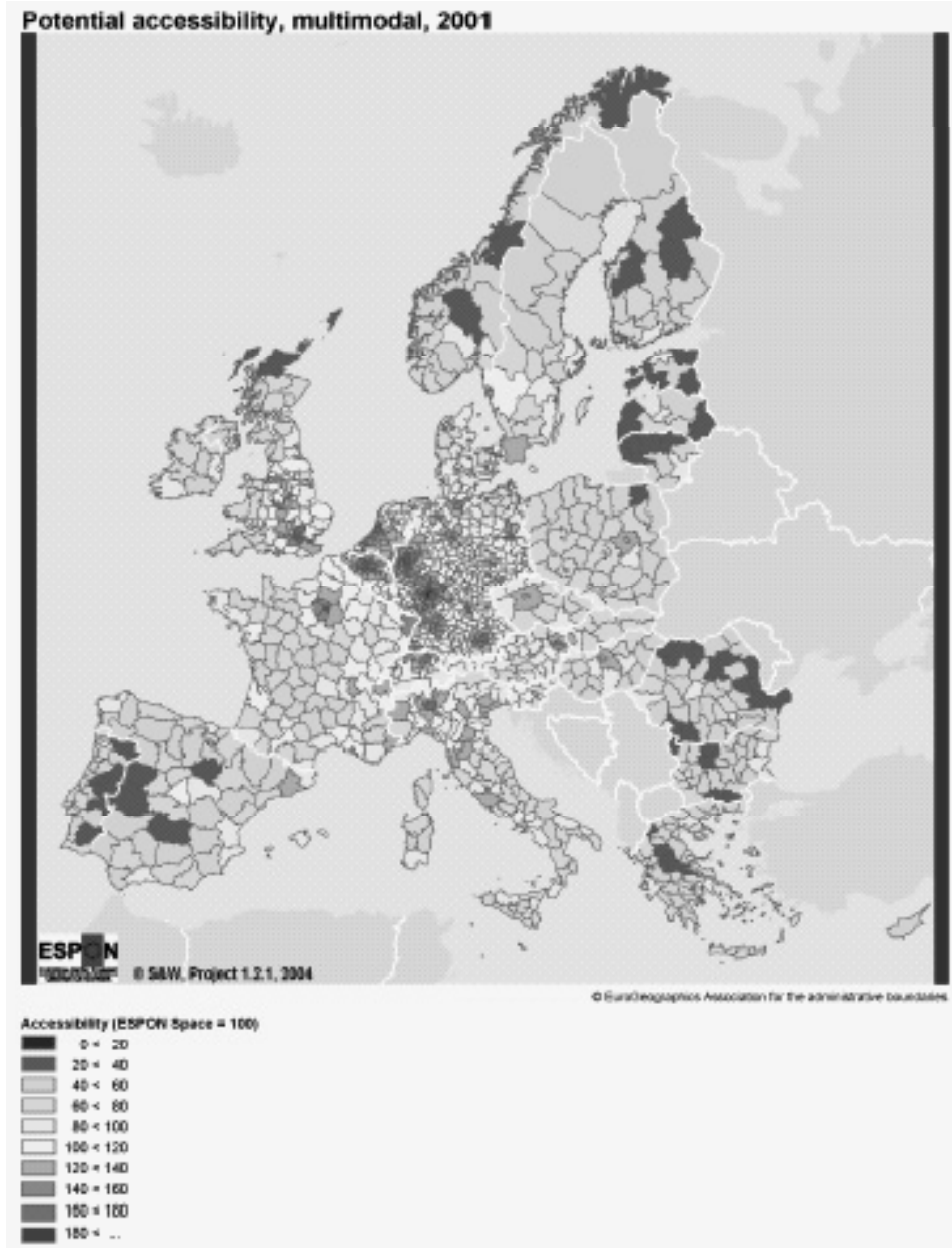 Potential accessibility, multimodal, 2001
ESPON
© S&W, Project 1.2.1, 2004
© EuroGeographics Association for the administrative boundaries
Accessibility (ESPON Space = 100)
0 < 20
20 < 40
40 < 60
60 < 80
80 < 100
100 < 120
120 < 140
140 < 160
160 ≤ 180
180 < ...